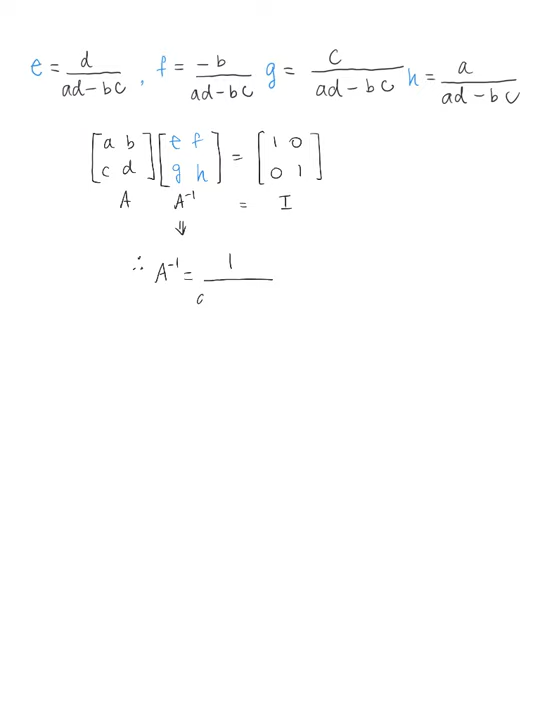 e = d/(ad-bc), f = -b/(ad-bc) g = c/(ad-bc) h = a/(ad-bc)
[a b; c d] [e f; g h] = [1 0; 0 1]
A A⁻¹ = I
⇓
∴ A⁻¹ = 1/